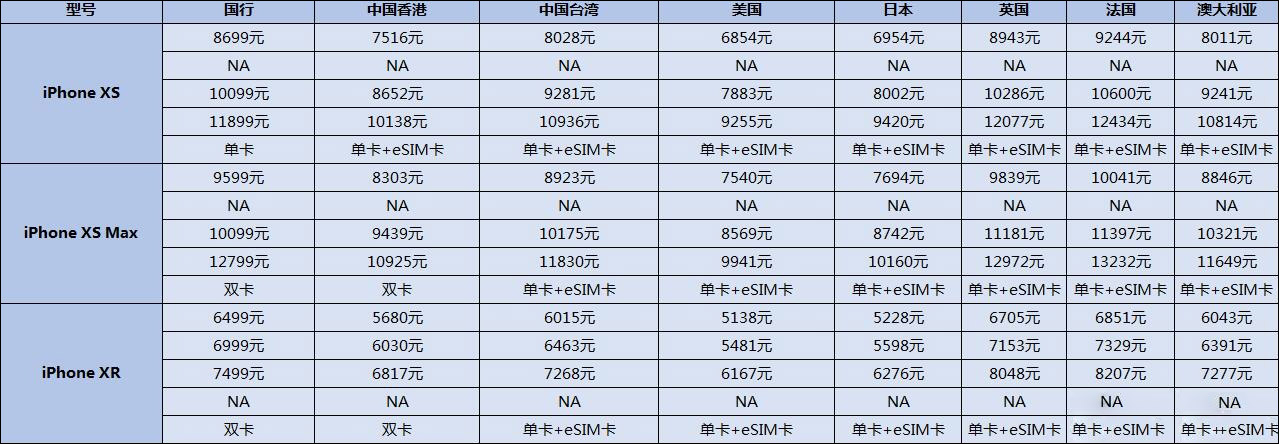 型号 国行 中国香港 中国台湾 美国 日本 英国 法国 澳大利亚
8699元 7516元 8028元 6854元 6954元 8943元 9244元 8011元
NA NA NA NA NA NA NA NA
iPhone XS 10099元 8652元 9281元 7883元 8002元 10286元 10600元 9241元
11899元 10138元 10936元 9255元 9420元 12077元 12434元 10814元
单卡 单卡+eSIM卡 单卡+eSIM卡 单卡+eSIM卡 单卡+eSIM卡 单卡+eSIM卡 单卡+eSIM卡 单卡+eSIM卡
9599元 8303元 8923元 7540元 7694元 9839元 10041元 8846元
NA NA NA NA NA NA NA NA
iPhone XS Max 10099元 9439元 10175元 8569元 8742元 11181元 11397元 10321元
12799元 10925元 11830元 9941元 10160元 12972元 13232元 11649元
双卡 双卡 单卡+eSIM卡 单卡+eSIM卡 单卡+eSIM卡 单卡+eSIM卡 单卡+eSIM卡 单卡+eSIM卡
6499元 5680元 6015元 5138元 5228元 6705元 6851元 6043元
6999元 6030元 6463元 5481元 5598元 7153元 7329元 6391元
iPhone XR 7499元 6817元 7268元 6167元 6276元 8048元 8207元 7277元
NA NA NA NA NA NA NA NA
双卡 双卡 单卡+eSIM卡 单卡+eSIM卡 单卡+eSIM卡 单卡+eSIM卡 单卡+eSIM卡 单卡++eSIM卡